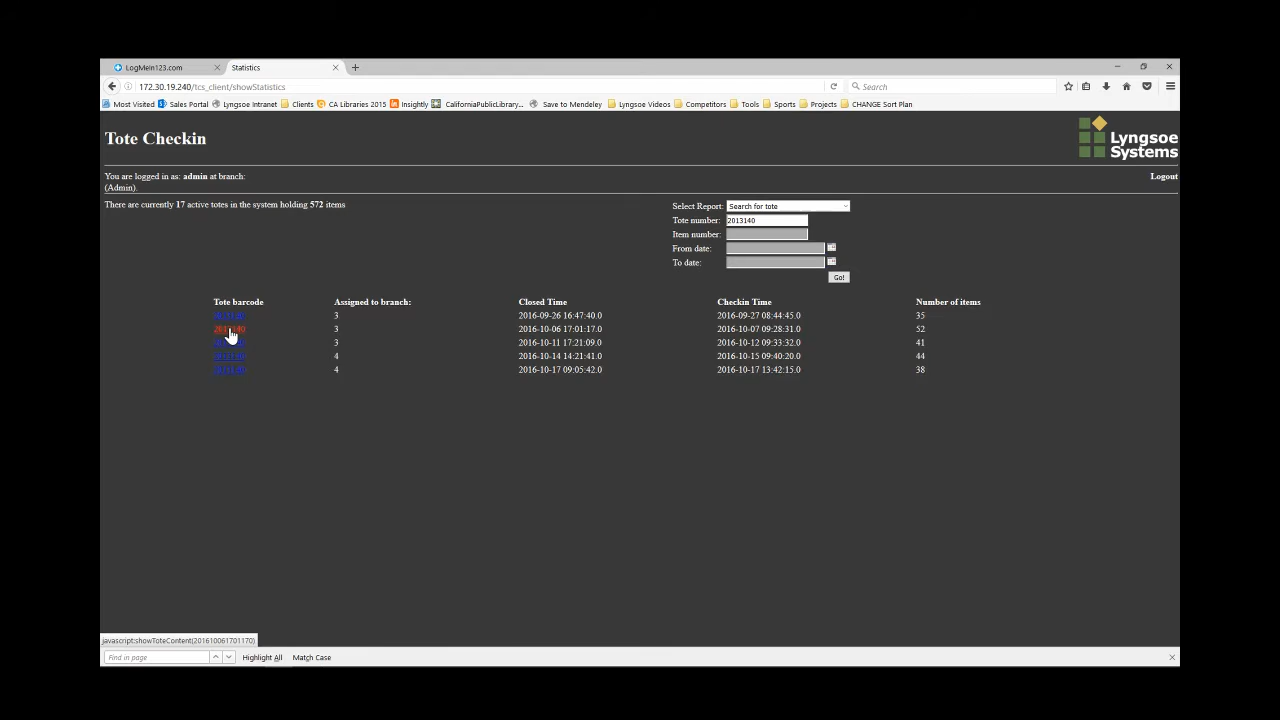 LogMeIn123.com
Statistics
172.30.19.240/tcs_client/showStatistics
Search
Most Visited
Sales Portal
Lyngsoe Intranet
Clients
CA Libraries 2015
Insightly
CaliforniaPublicLibrary...
Save to Mendeley
Lyngsoe Videos
Competitors
Tools
Sports
Projects
CHANGE Sort Plan
Tote Checkin
Lyngsoe
Systems
You are logged in as: admin at branch:
(Admin).
Logout
There are currently 17 active totes in the system holding 572 items
Select Report: Search for tote
Tote number: 2013140
Item number:
From date:
To date:
Go!
Tote barcode Assigned to branch: Closed Time Checkin Time Number of items
2013140 3 2016-09-26 16:47:40.0 2016-09-27 08:44:45.0 35
3 2016-10-06 17:01:17.0 2016-10-07 09:28:31.0 52
3 2016-10-11 17:21:09.0 2016-10-12 09:33:32.0 41
2013140 4 2016-10-14 14:21:41.0 2016-10-15 09:40:20.0 44
2013140 4 2016-10-17 09:05:42.0 2016-10-17 13:42:15.0 38
javascript:showToteContent(201610061701170)
Find in page
Highlight All
Match Case